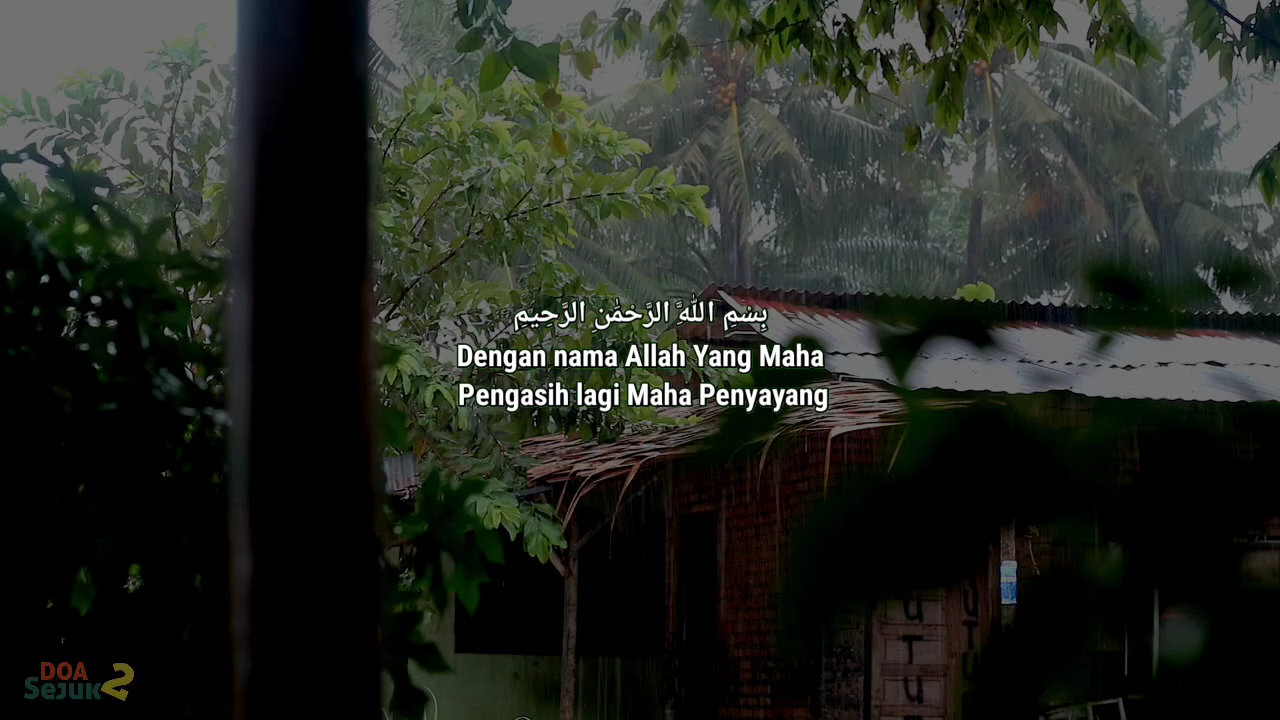 بِسْمِ اللَّهِ الرَّحْمَٰنِ الرَّحِيمِ
Dengan nama Allah Yang Maha
Pengasih lagi Maha Penyayang
DOA
SEJUK2